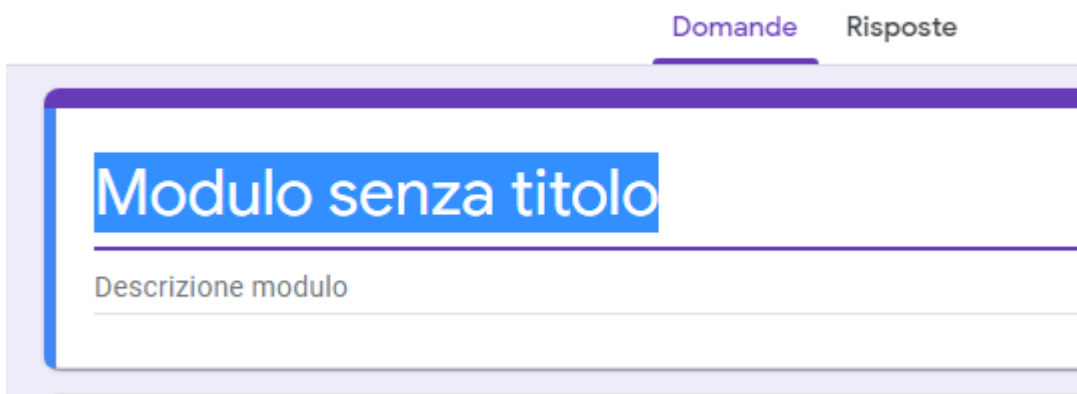 Domande Risposte
Modulo senza titolo
Descrizione modulo